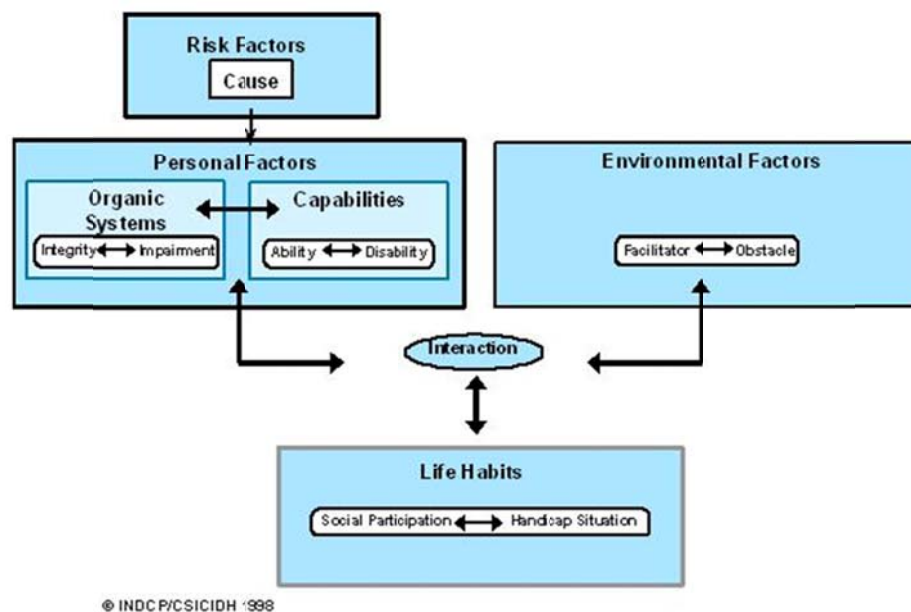 Risk Factors
Cause
Personal Factors
Organic
Systems
Integrity
Impairment
Capabilities
Ability
Disability
Environmental Factors
Facilitator
Obstacle
Interaction
Life Habits
Social Participation
Handicap Situation
© INDCP/CSICIDH 1998